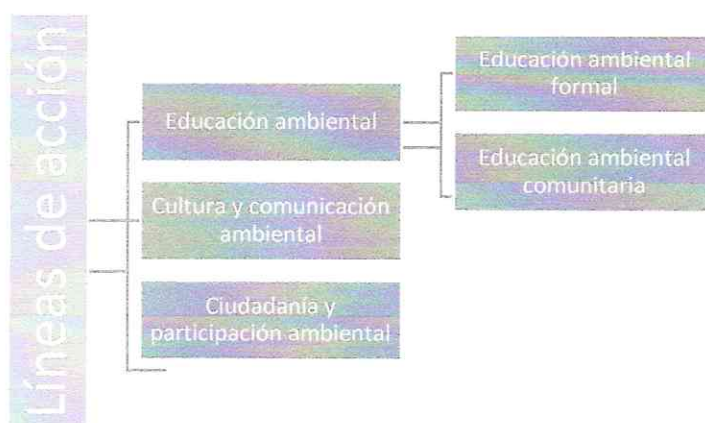 Líneas de acción
Educación ambiental
Cultura y comunicación
ambiental
Ciudadanía y
participación ambiental
Educación ambiental
formal
Educación ambiental
comunitaria